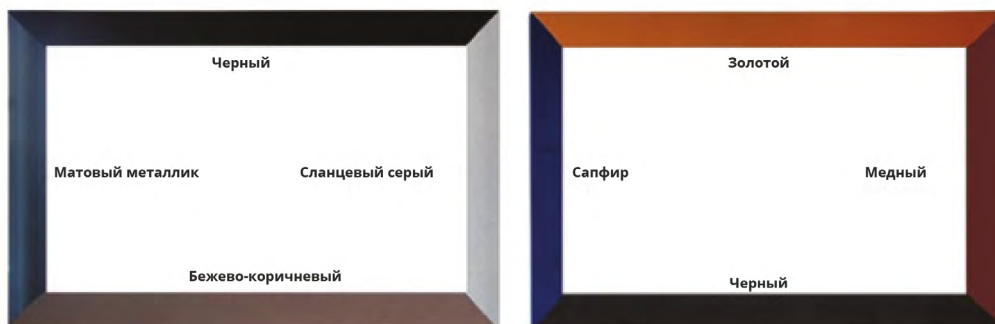 Черный
Матовый металлик
Сланцевый серый
Бежево-коричневый
Золотой
Сапфир
Медный
Черный